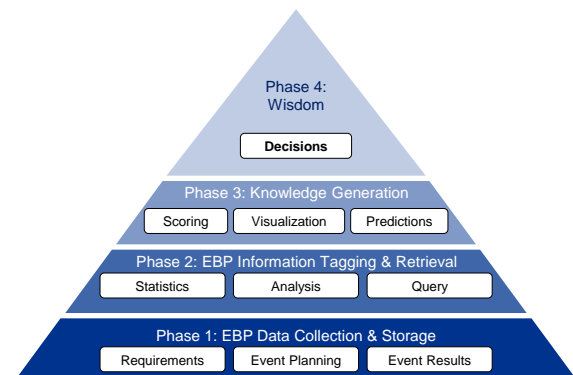 Phase 4:
Wisdom
Decisions
Phase 3: Knowledge Generation
Scoring Visualization Predictions
Phase 2: EBP Information Tagging & Retrieval
Statistics Analysis Query
Phase 1: EBP Data Collection & Storage
Requirements Event Planning Event Results